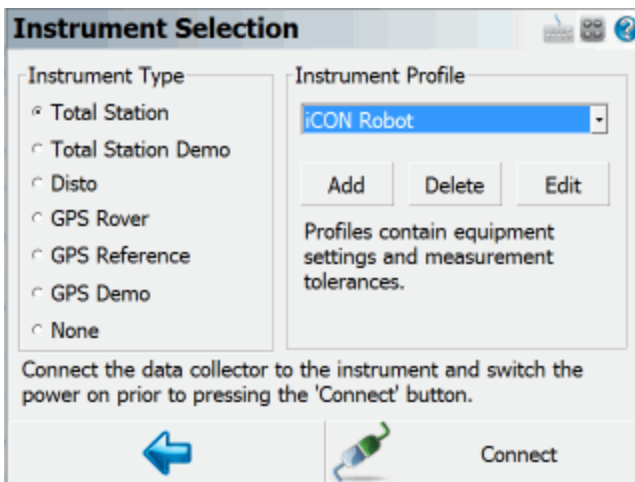 Instrument Selection
Instrument Type
Total Station
Total Station Demo
Disto
GPS Rover
GPS Reference
GPS Demo
None
Instrument Profile
iCON Robot
Add Delete Edit
Profiles contain equipment
settings and measurement
tolerances.
Connect the data collector to the instrument and switch the
power on prior to pressing the 'Connect' button.
Connect